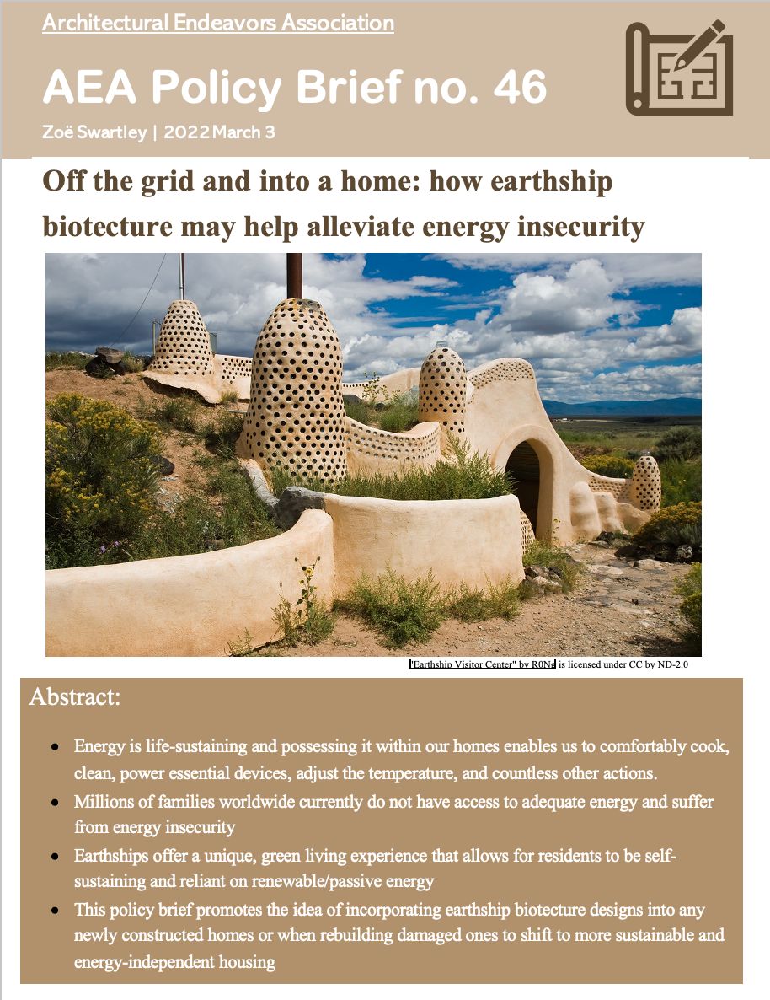 Architectural Endeavors Association
AEA Policy Brief no. 46
Zoë Swartley | 2022 March 3
Off the grid and into a home: how earthship
biotecture may help alleviate energy insecurity
"Earthship Visitor Center" by R0Ng is licensed under CC by ND-2.0
Abstract:
• Energy is life-sustaining and possessing it within our homes enables us to comfortably cook,
clean, power essential devices, adjust the temperature, and countless other actions.
• Millions of families worldwide currently do not have access to adequate energy and suffer
from energy insecurity
• Earthships offer a unique, green living experience that allows for residents to be self-
sustaining and reliant on renewable/passive energy
• This policy brief promotes the idea of incorporating earthship biotecture designs into any
newly constructed homes or when rebuilding damaged ones to shift to more sustainable and
energy-independent housing